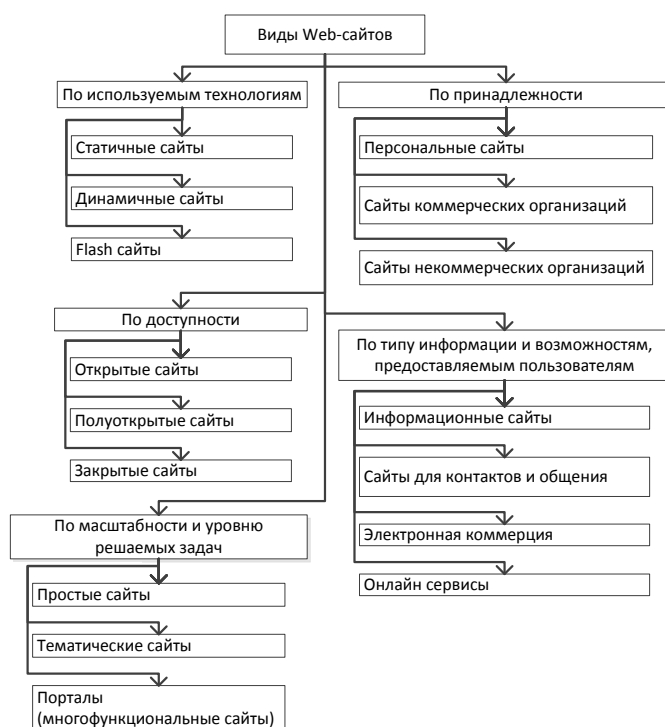 Виды Web-сайтов
По используемым технологиям
Статичные сайты
Динамичные сайты
Flash сайты
По принадлежности
Персональные сайты
Сайты коммерческих организаций
Сайты некоммерческих организаций
По доступности
Открытые сайты
Полуоткрытые сайты
Закрытые сайты
По типу информации и возможностям,
предоставляемым пользователям
Информационные сайты
Сайты для контактов и общения
Электронная коммерция
Онлайн сервисы
По масштабности и уровню
решаемых задач
Простые сайты
Тематические сайты
Порталы
(многофункциональные сайты)